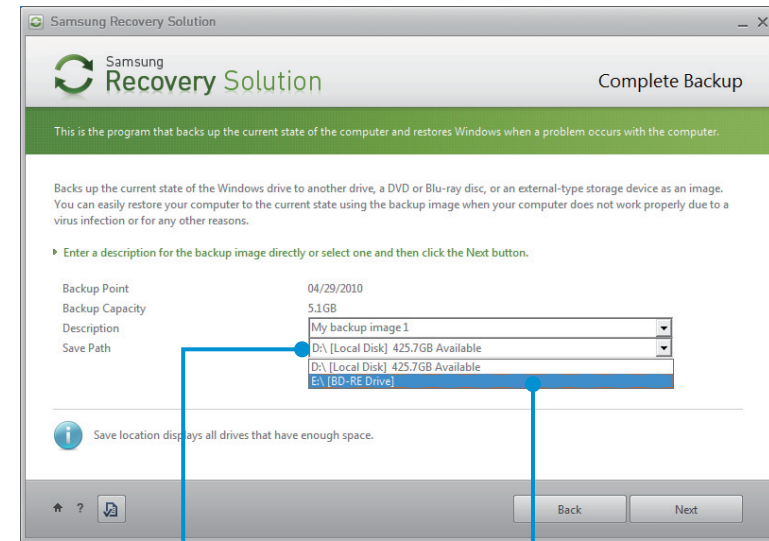 Samsung Recovery Solution
Samsung
Recovery Solution
Complete Backup
This is the program that backs up the current state of the computer and restores Windows when a problem occurs with the computer.
Backs up the current state of the Windows drive to another drive, a DVD or Blu-ray disc, or an external-type storage device as an image.
You can easily restore your computer to the current state using the backup image when your computer does not work properly due to a
virus infection or for any other reasons.
Enter a description for the backup image directly or select one and then click the Next button.
Backup Point 04/29/2010
Backup Capacity 5.1GB
Description My backup image 1
Save Path D:\ [Local Disk] 425.7GB Available
D:\ [Local Disk] 425.7GB Available
E:\ [BD-RE Drive]
Save location displays all drives that have enough space.
? Back Next